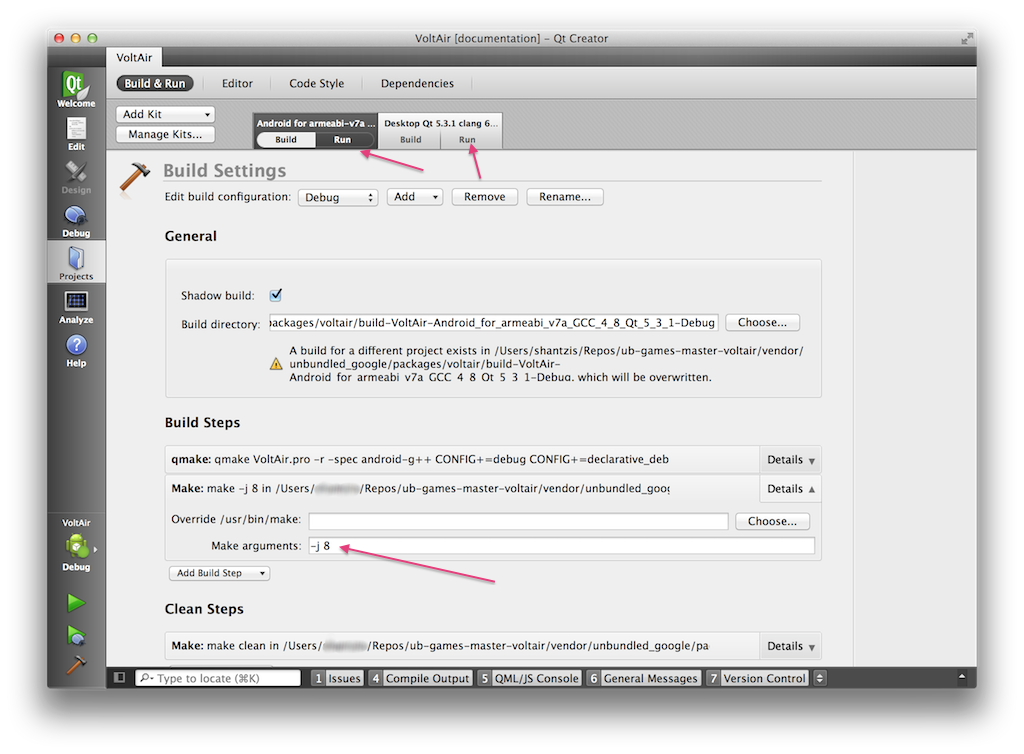 VoltAir [documentation] - Qt Creator
VoltAir
Build & Run
Editor
Code Style
Dependencies
Qt
Welcome
Edit
Design
Debug
Projects
Analyze
?
Help
VoltAir
Debug
Add Kit
Manage Kits...
Android for armeabi-v7a ...
Build
Run
Desktop Qt 5.3.1 clang 6...
Build
Run
Build Settings
Edit build configuration:
Debug
Add
Remove
Rename...
General
Shadow build:
Build directory:
packages/voltair/build-VoltAir-Android_for_armeabi_v7a_GCC_4_8_Qt_5_3_1-Debug
Choose...
A build for a different project exists in /Users/shantzis/Repos/ub-games-master-voltair/vendor/
unbundled_google/packages/voltair/build-VoltAir-
Android_for_armeabi_v7a_GCC_4_8_Qt_5_3_1-Debug, which will be overwritten.
Build Steps
qmake: qmake VoltAir.pro -r -spec android-g++ CONFIG+=debug CONFIG+=declarative_deb
Details
Make: make -j 8 in /Users/ /Repos/ub-games-master-voltair/vendor/unbundled_goog
Details
Override /usr/bin/make:
Choose...
Make arguments:
-j 8
Add Build Step
Clean Steps
Make: make clean in /Users/ /Repos/ub-games-master-voltair/vendor/unbundled_google/pa
Details
Type to locate (⌘K)
1 Issues
4 Compile Output
5 QML/JS Console
6 General Messages
7 Version Control